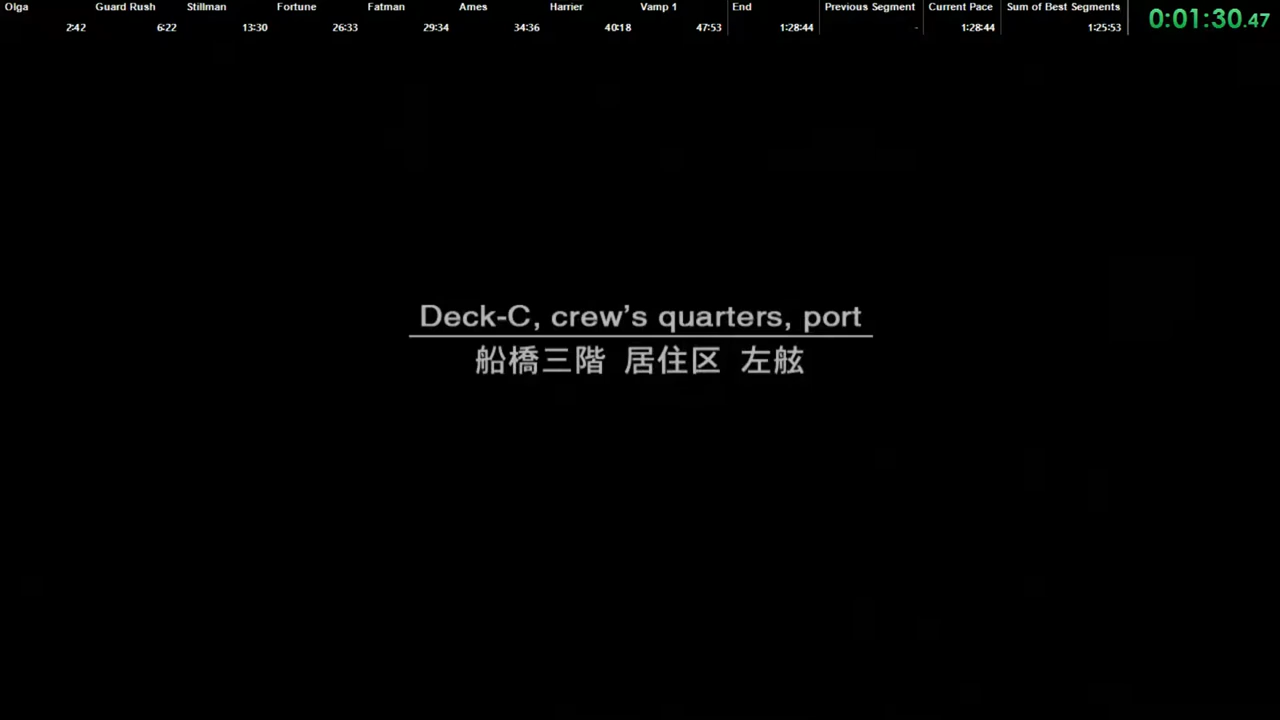 Olga Guard Rush Stillman Fortune Fatman Ames Harrier Vamp 1 End Previous Segment Current Pace Sum of Best Segments 0:01:30.47
2:42 6:22 13:30 26:33 29:34 34:36 40:18 47:53 1:28:44 - 1:28:44 1:25:53
Deck-C, crew's quarters, port
船橋三階 居住区 左舷